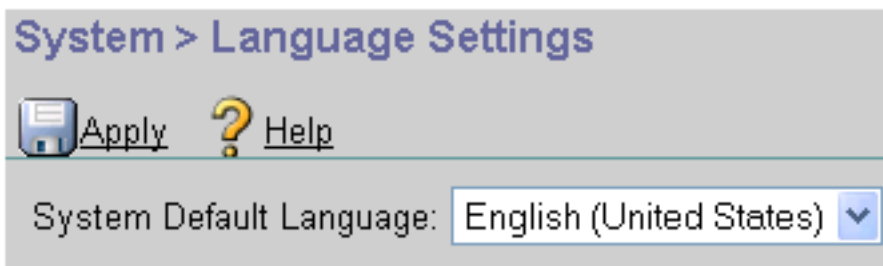 System > Language Settings
Apply Help
System Default Language: English (United States)